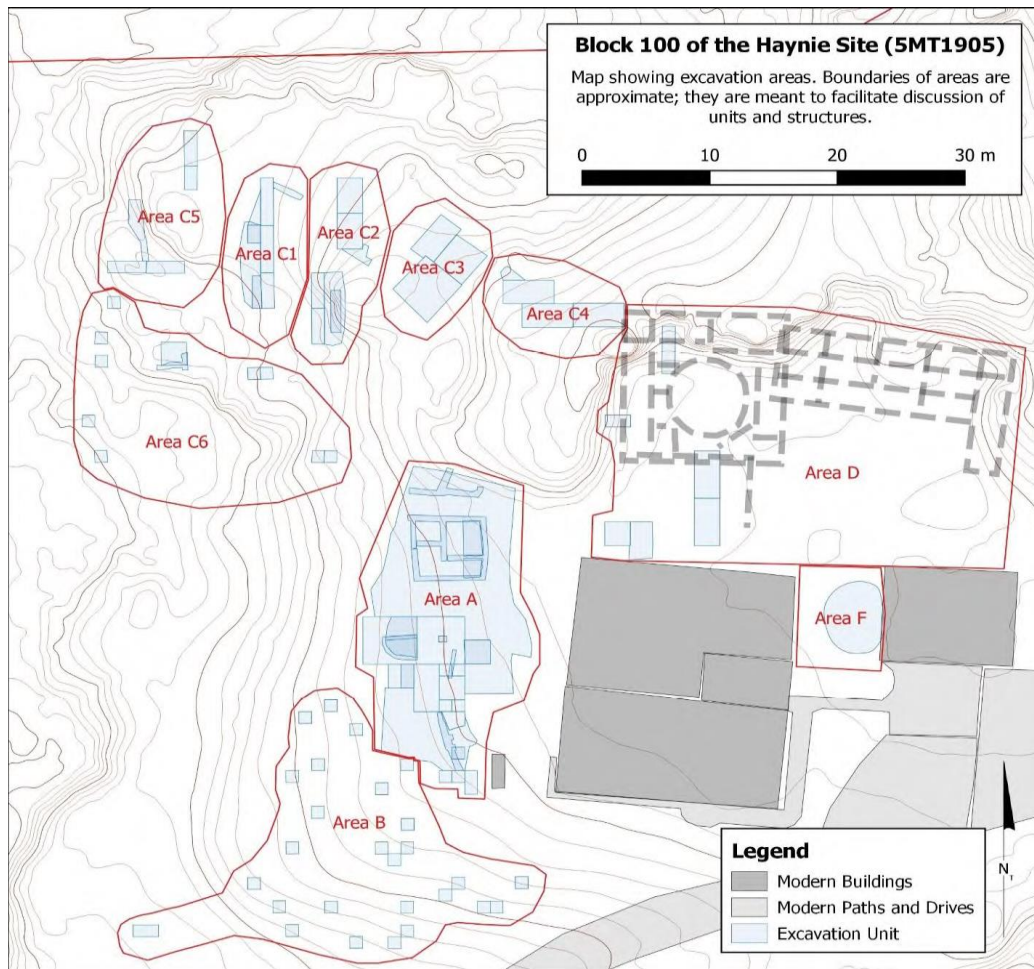 Block 100 of the Haynie Site (5MT1905)
Map showing excavation areas. Boundaries of areas are
approximate; they are meant to facilitate discussion of
units and structures.
0 10 20 30 m
Area C5
Area C1
Area C2
Area C3
Area C4
Area C6
Area D
Area A
Area F
Area B
Legend
Modern Buildings
Modern Paths and Drives
Excavation Unit
N
T